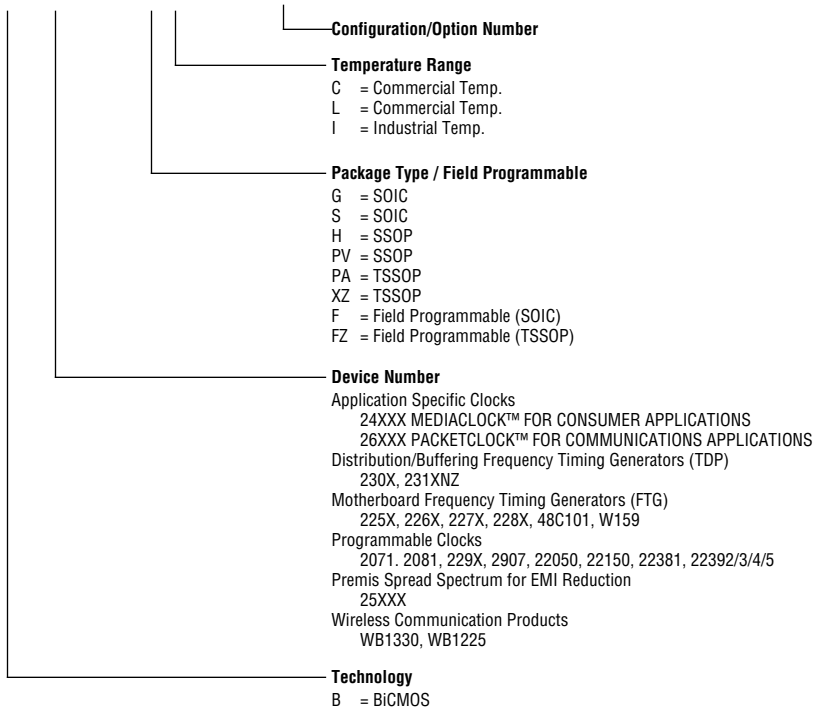 Configuration/Option Number
Temperature Range
C = Commercial Temp.
L = Commercial Temp.
I = Industrial Temp.
Package Type / Field Programmable
G = SOIC
S = SOIC
H = SSOP
PV = SSOP
PA = TSSOP
XZ = TSSOP
F = Field Programmable (SOIC)
FZ = Field Programmable (TSSOP)
Device Number
Application Specific Clocks
24XXX MEDIACLOCK™ FOR CONSUMER APPLICATIONS
26XXX PACKETCLOCK™ FOR COMMUNICATIONS APPLICATIONS
Distribution/Buffering Frequency Timing Generators (TDP)
230X, 231XNZ
Motherboard Frequency Timing Generators (FTG)
225X, 226X, 227X, 228X, 48C101, W159
Programmable Clocks
2071. 2081, 229X, 2907, 22050, 22150, 22381, 22392/3/4/5
Premis Spread Spectrum for EMI Reduction
25XXX
Wireless Communication Products
WB1330, WB1225
Technology
B = BiCMOS